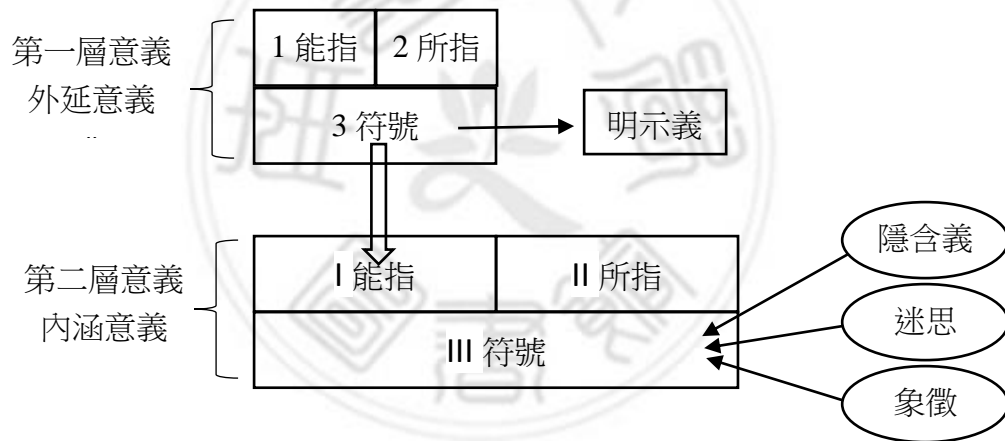 第一層意義
外延意義
1 能指
2 所指
3 符號
明示義
第二層意義
內涵意義
I 能指
II 所指
III 符號
隱含義
迷思
象徵